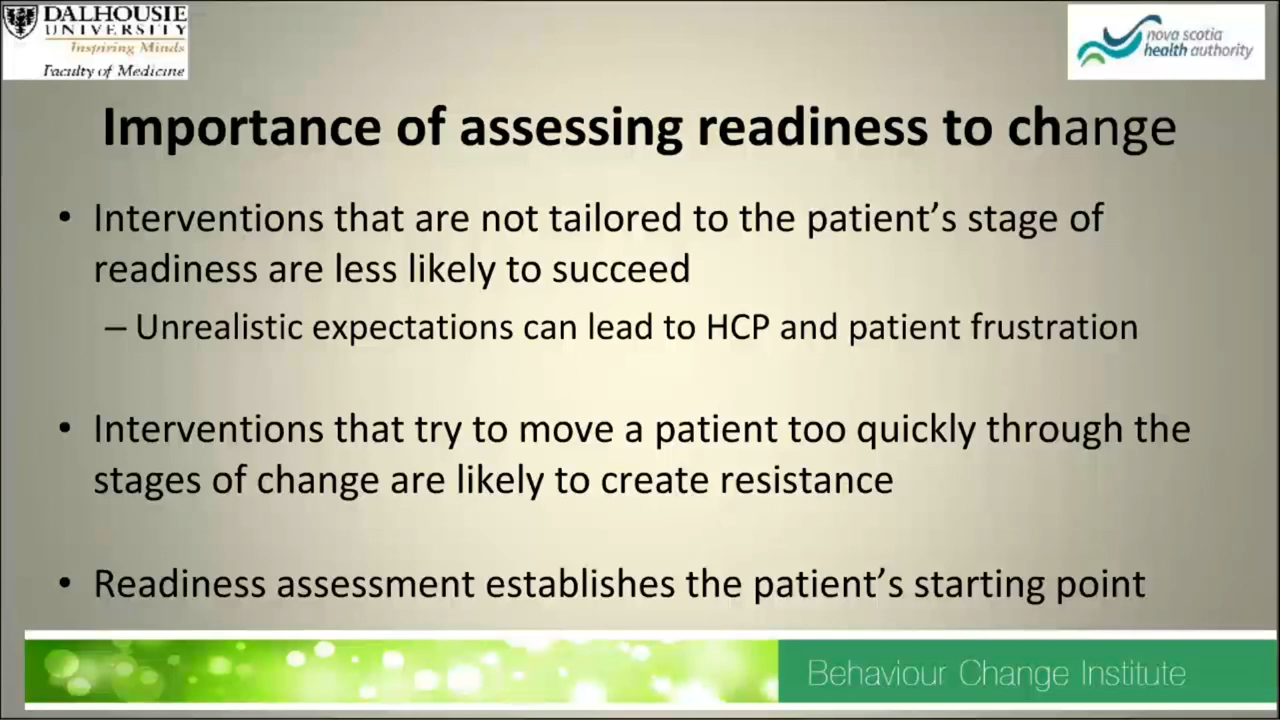 DALHOUSIE
UNIVERSITY
Inspiring Minds
Faculty of Medicine
nova scotia
health authority
Importance of assessing readiness to change
• Interventions that are not tailored to the patient’s stage of
readiness are less likely to succeed
– Unrealistic expectations can lead to HCP and patient frustration
• Interventions that try to move a patient too quickly through the
stages of change are likely to create resistance
• Readiness assessment establishes the patient’s starting point
Behaviour Change Institute